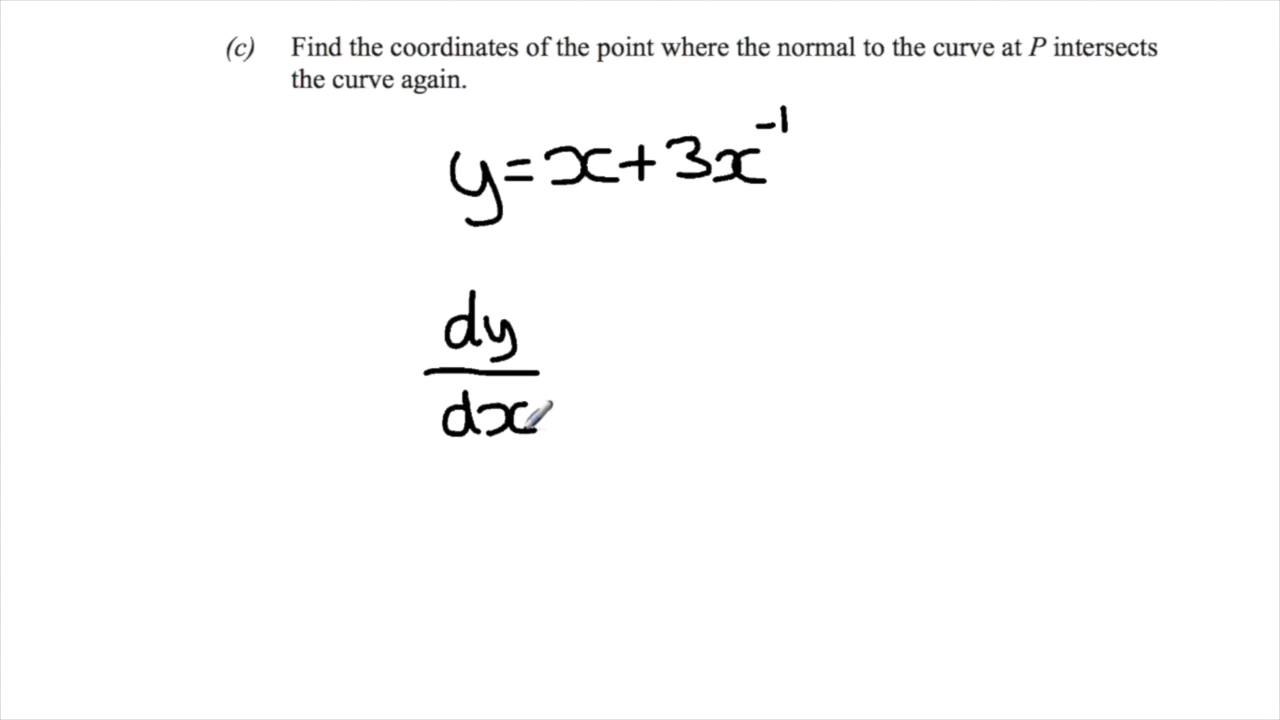 (c) Find the coordinates of the point where the normal to the curve at P intersects
the curve again.
y = x + 3x⁻¹
dy
dx